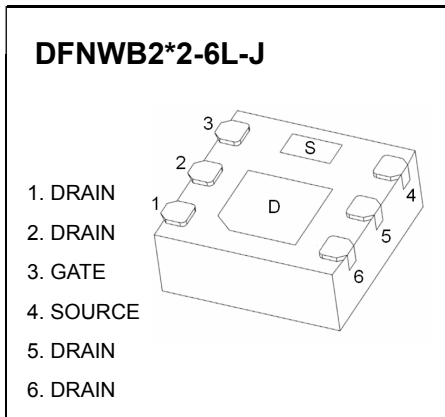 DFNWB2*2-6L-J
3
S
2
1. DRAIN
1
D
4
2. DRAIN
5
3. GATE
6
4. SOURCE
5. DRAIN
6. DRAIN